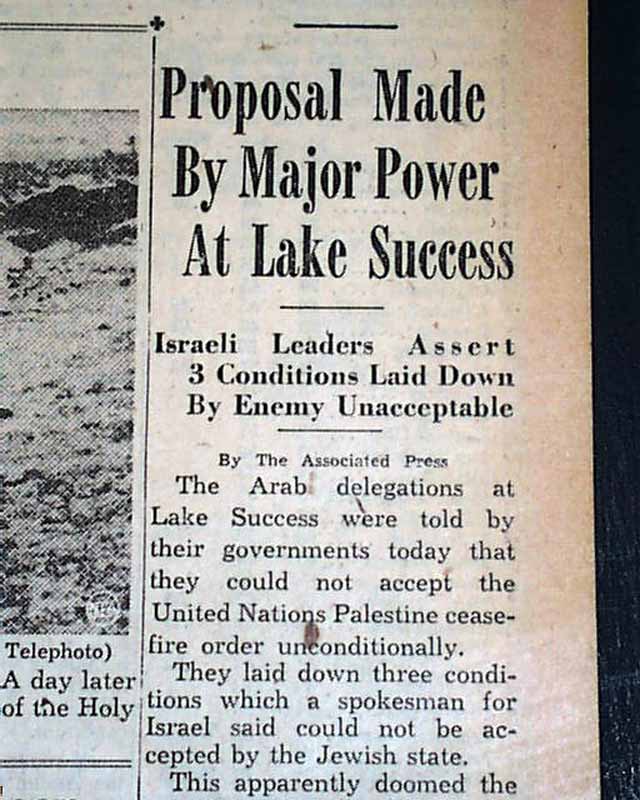 Proposal Made
By Major Power
At Lake Success
Israeli Leaders Assert
3 Conditions Laid Down
By Enemy Unacceptable
By The Associated Press
The Arab delegations at
Lake Success were told by
their governments today that
they could not accept the
United Nations Palestine cease-
fire order unconditionally.
They laid down three condi-
tions which a spokesman for
Israel said could not be ac-
cepted by the Jewish state.
This apparently doomed the
Telephoto)
A day later
of the Holy